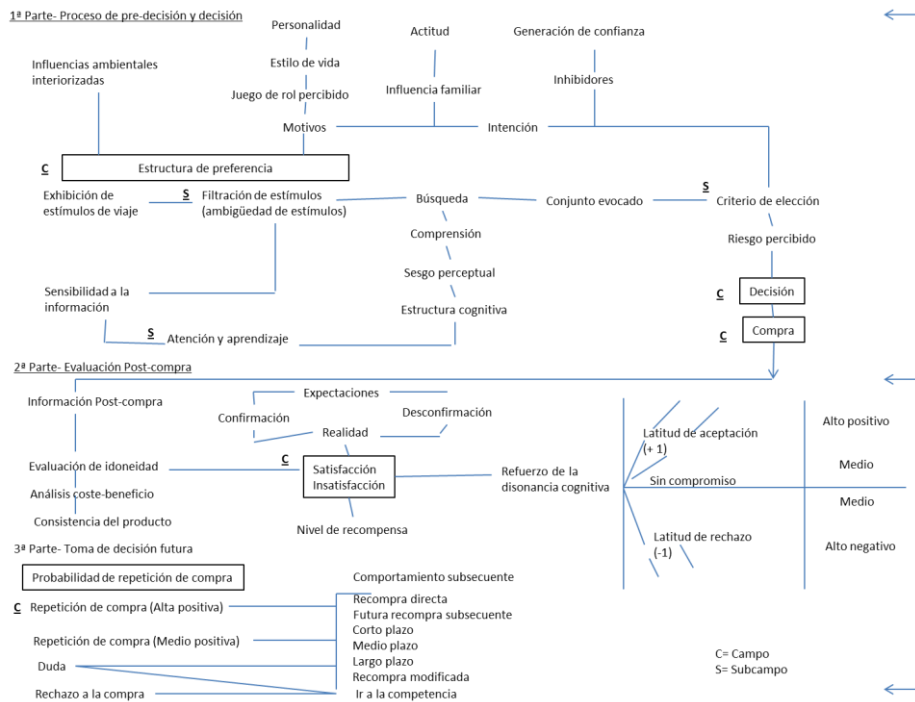 1ª Parte- Proceso de pre-decisión y decisión
Personalidad
Actitud
Generación de confianza
Influencias ambientales
interiorizadas
Estilo de vida
Juego de rol percibido
Influencia familiar
Inhibidores
Motivos
Intención
C
Estructura de preferencia
Exhibición de
estímulos de viaje
S
Filtración de estímulos
(ambigüedad de estímulos)
Búsqueda
Conjunto evocado
S
Criterio de elección
Comprensión
Riesgo percibido
Sesgo perceptual
Sensibilidad a la
información
Estructura cognitiva
C
Decisión
S
Atención y aprendizaje
C
Compra
2ª Parte- Evaluación Post-compra
Información Post-compra
Expectaciones
Confirmación
Desconfirmación
Realidad
Evaluación de idoneidad
C
Satisfacción
Insatisfacción
Análisis coste-beneficio
Consistencia del producto
Nivel de recompensa
Refuerzo de la
disonancia cognitiva
Latitud de aceptación
(+ 1)
Sin compromiso
Latitud de rechazo
(-1)
Alto positivo
Medio
Medio
Alto negativo
3ª Parte- Toma de decisión futura
Probabilidad de repetición de compra
C
Repetición de compra (Alta positiva)
Repetición de compra (Medio positiva)
Duda
Rechazo a la compra
Comportamiento subsecuente
Recompra directa
Futura recompra subsecuente
Corto plazo
Medio plazo
Largo plazo
Recompra modificada
Ir a la competencia
C= Campo
S= Subcampo